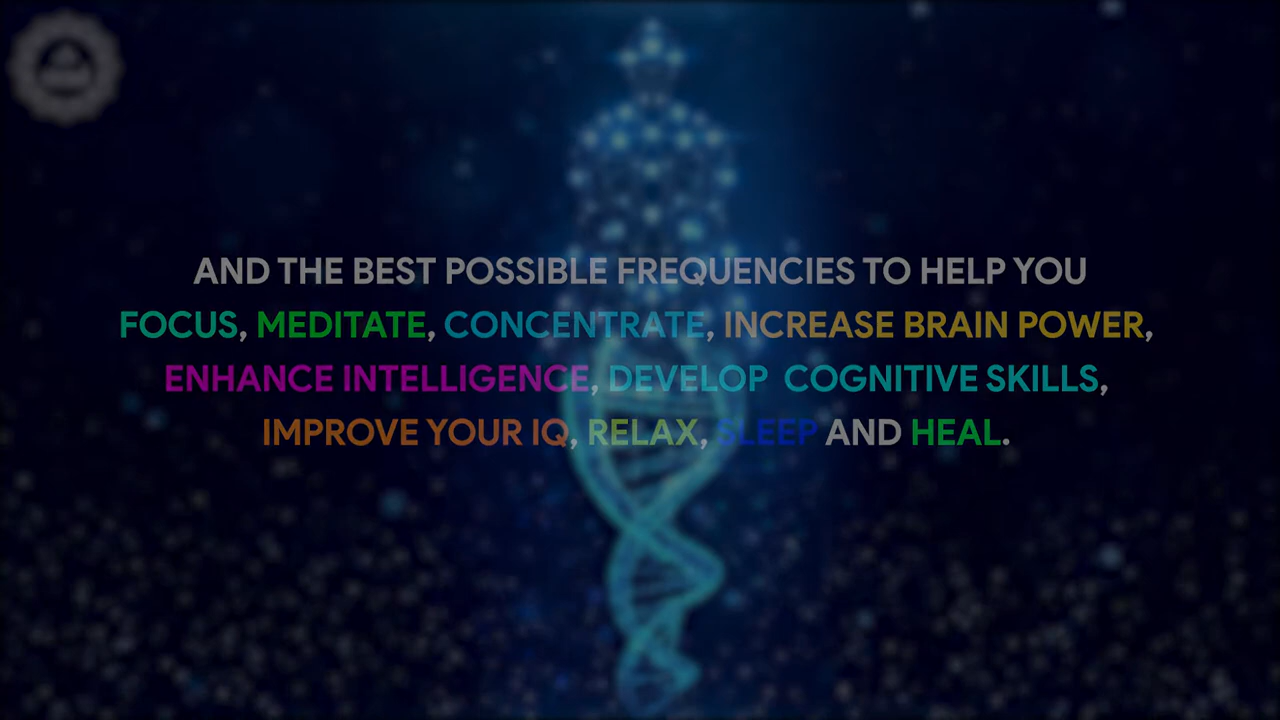 AND THE BEST POSSIBLE FREQUENCIES TO HELP YOU
FOCUS, MEDITATE, CONCENTRATE, INCREASE BRAIN POWER,
ENHANCE INTELLIGENCE, DEVELOP COGNITIVE SKILLS,
IMPROVE YOUR IQ, RELAX, SLEEP AND HEAL.